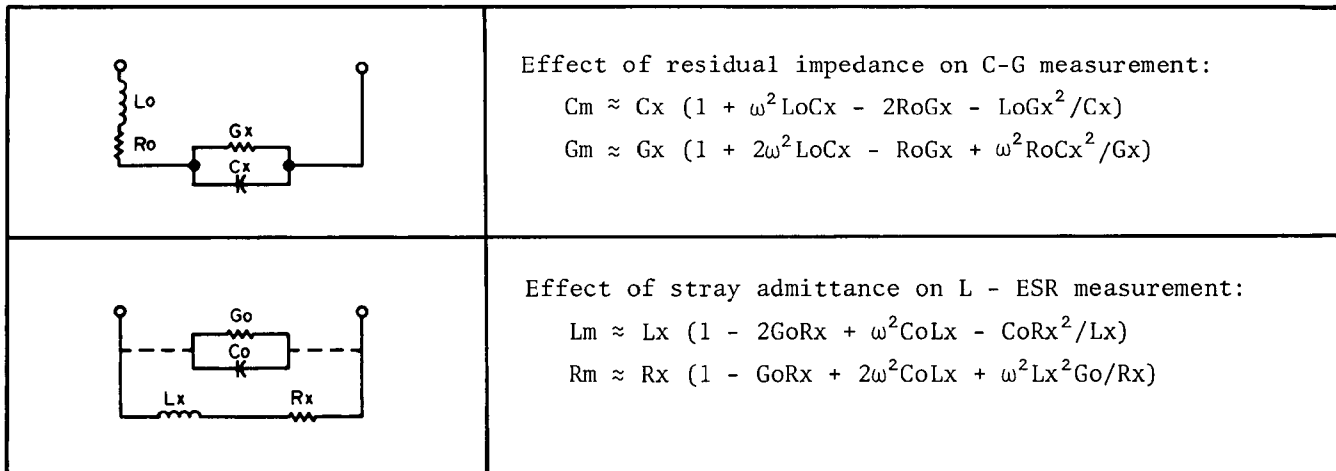 Lo
Ro
Gx
Cx
Effect of residual impedance on C-G measurement:
Cm ≈ Cx (1 + ω²LoCx - 2RoGx - LoGx²/Cx)
Gm ≈ Gx (1 + 2ω²LoCx - RoGx + ω²RoCx²/Gx)
Go
Co
Lx
Rx
Effect of stray admittance on L - ESR measurement:
Lm ≈ Lx (1 - 2GoRx + ω²CoLx - CoRx²/Lx)
Rm ≈ Rx (1 - GoRx + 2ω²CoLx + ω²Lx²Go/Rx)